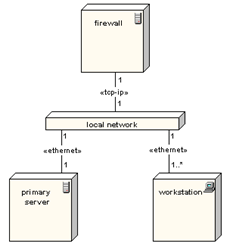 firewall
1
«tcp-ip»
1
local network
1 1
«ethernet» «ethernet»
1 1..*
primary workstation
server